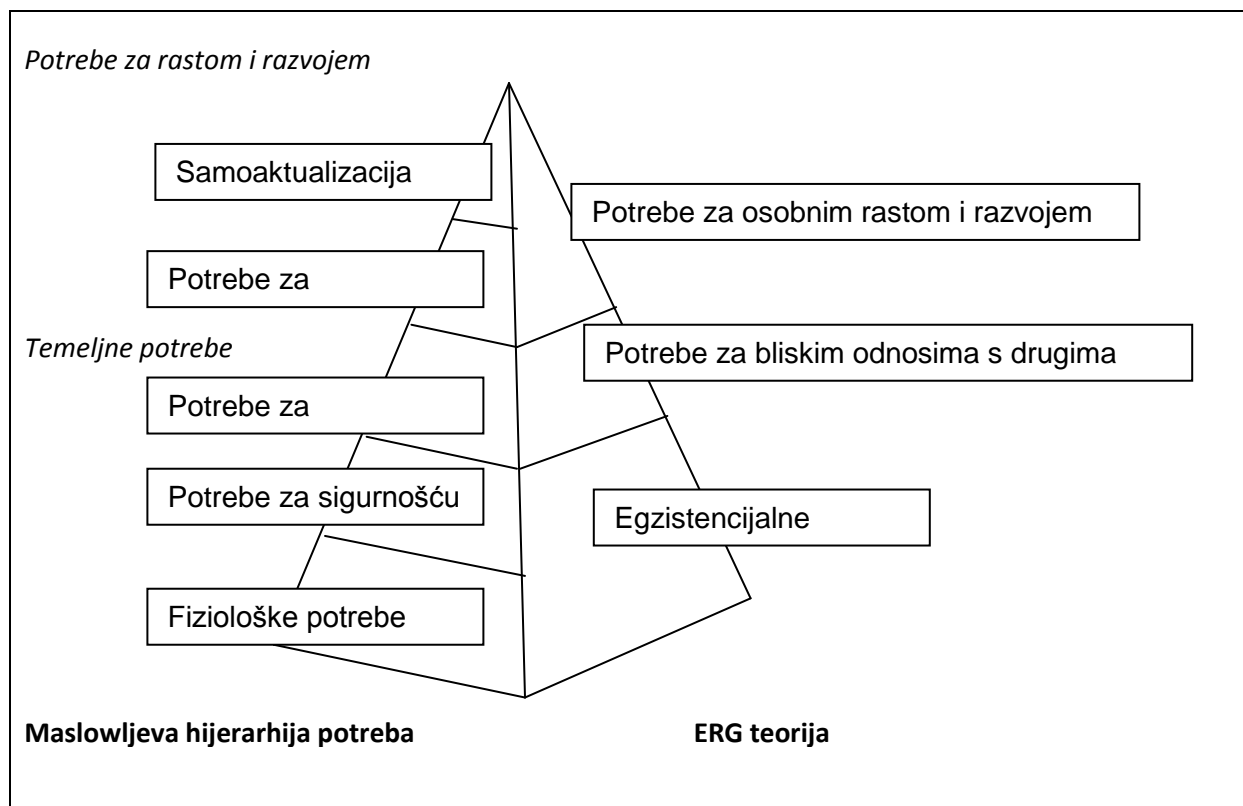 Potrebe za rastom i razvojem
Samoaktualizacija
Potrebe za osobnim rastom i razvojem
Potrebe za
Temeljne potrebe
Potrebe za bliskim odnosima s drugima
Potrebe za
Potrebe za sigurnošću
Egzistencijalne
Fiziološke potrebe
Maslowljeva hijerarhija potreba
ERG teorija